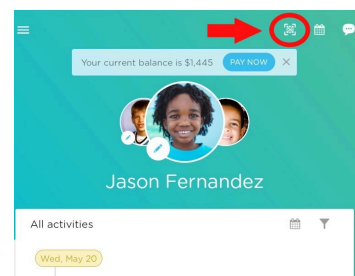 Your current balance is $1,445 PAY NOW
Jason Fernandez
All activities
Wed, May 20